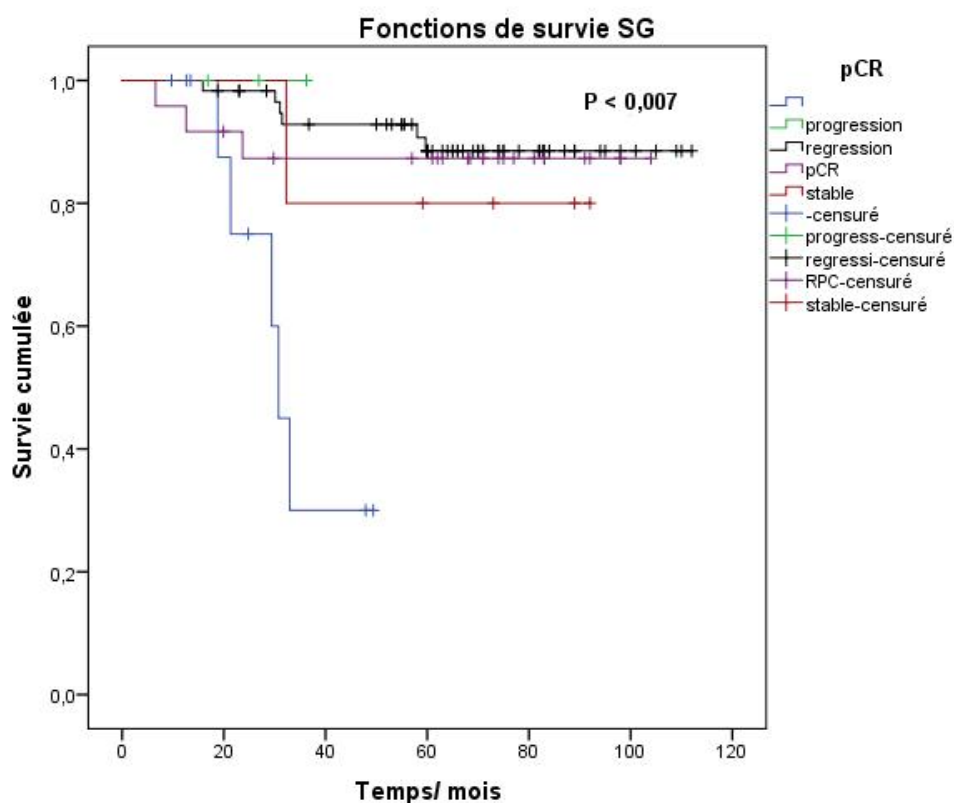 Fonctions de survie SG
pCR
P < 0,007
progression
regression
pCR
stable
-censuré
progress-censuré
regressi-censuré
RPC-censuré
stable-censuré
Survie cumulée
1,0
0,8
0,6
0,4
0,2
0,0
0 20 40 60 80 100 120
Temps/ mois